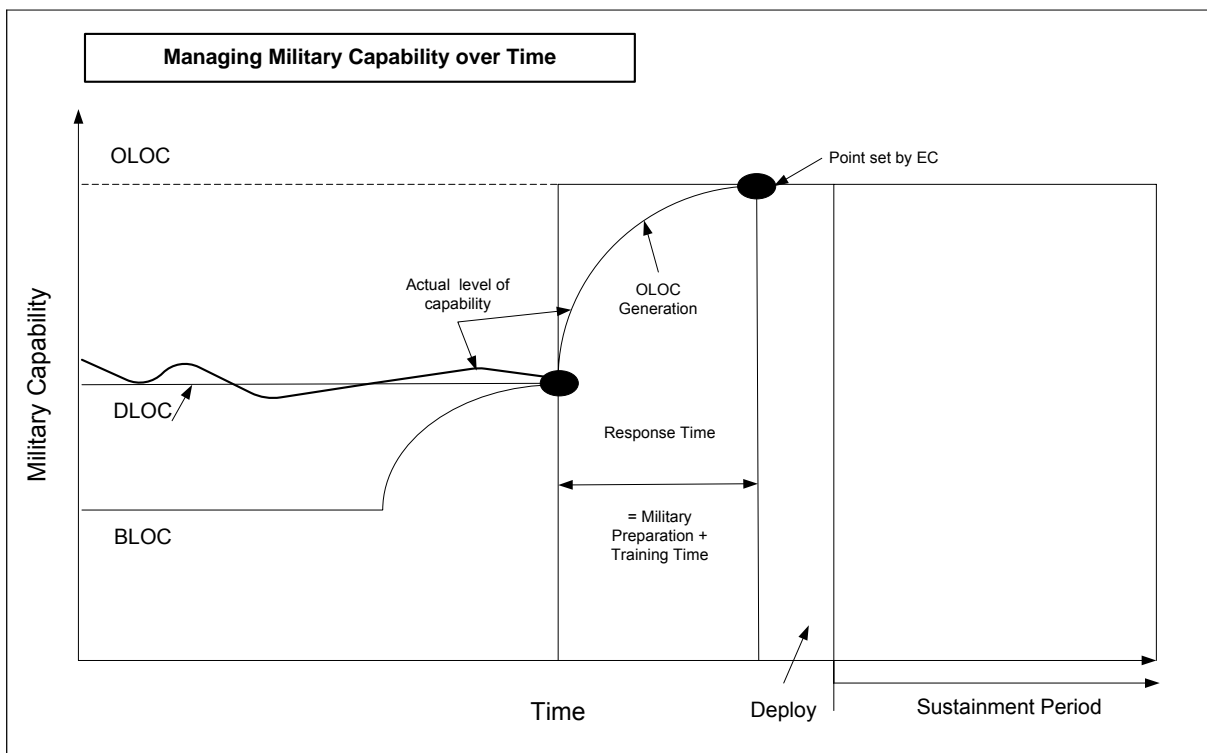 Managing Military Capability over Time
OLOC
Point set by EC
Actual level of
capability
OLOC
Generation
Military Capability
DLOC
Response Time
BLOC
= Military
Preparation +
Training Time
Time
Deploy
Sustainment Period